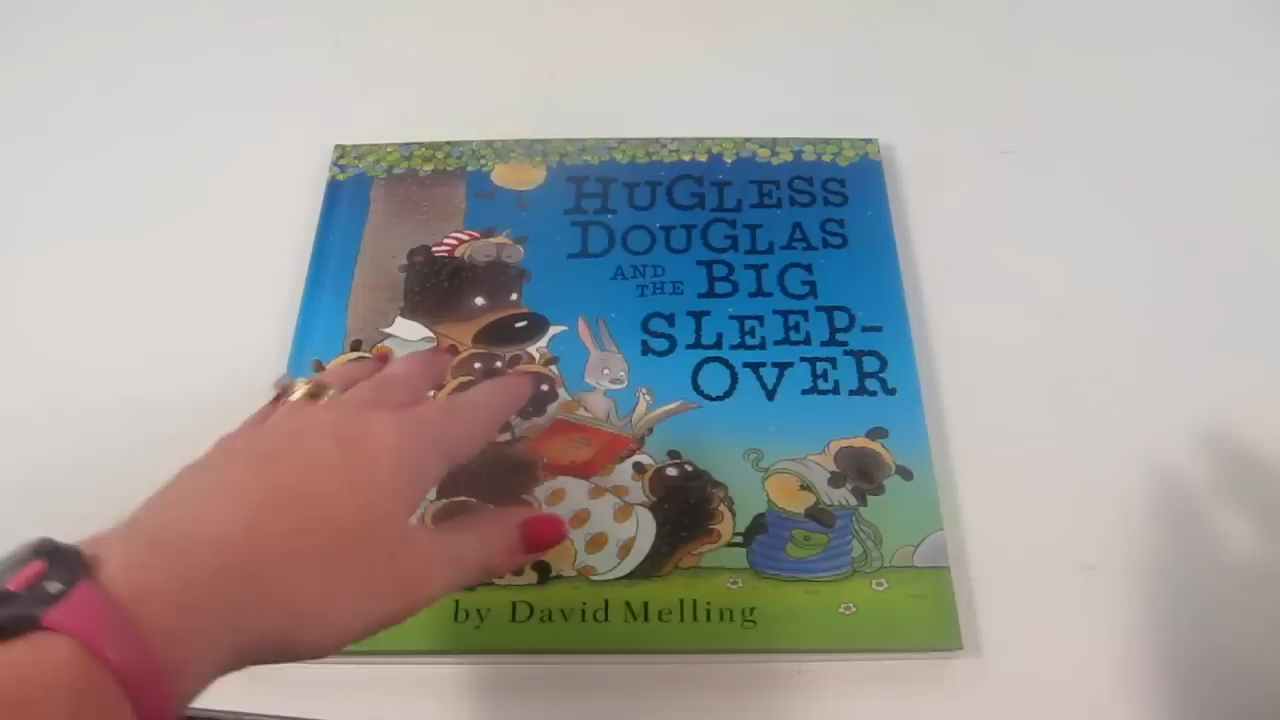 HUGLESS
DOUGLAS
AND THE BIG
SLEEP-
OVER
by David Melling